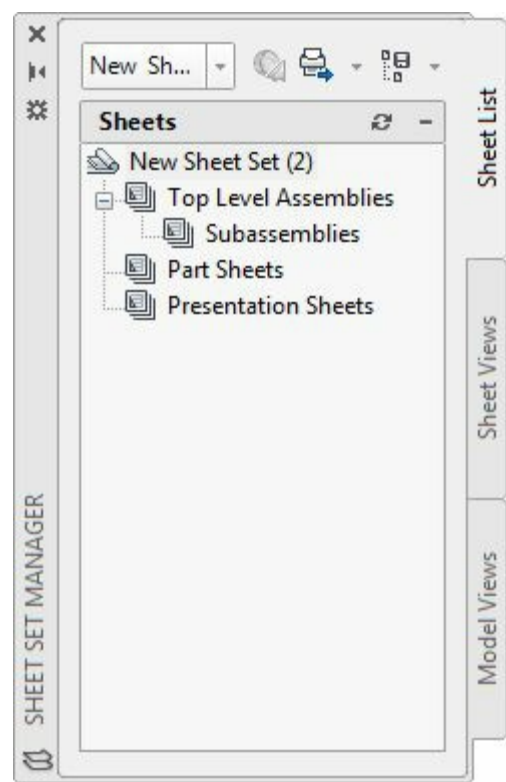 New Sh...
Sheets
New Sheet Set (2)
Top Level Assemblies
Subassemblies
Part Sheets
Presentation Sheets
Sheet List
Sheet Views
Model Views
SHEET SET MANAGER